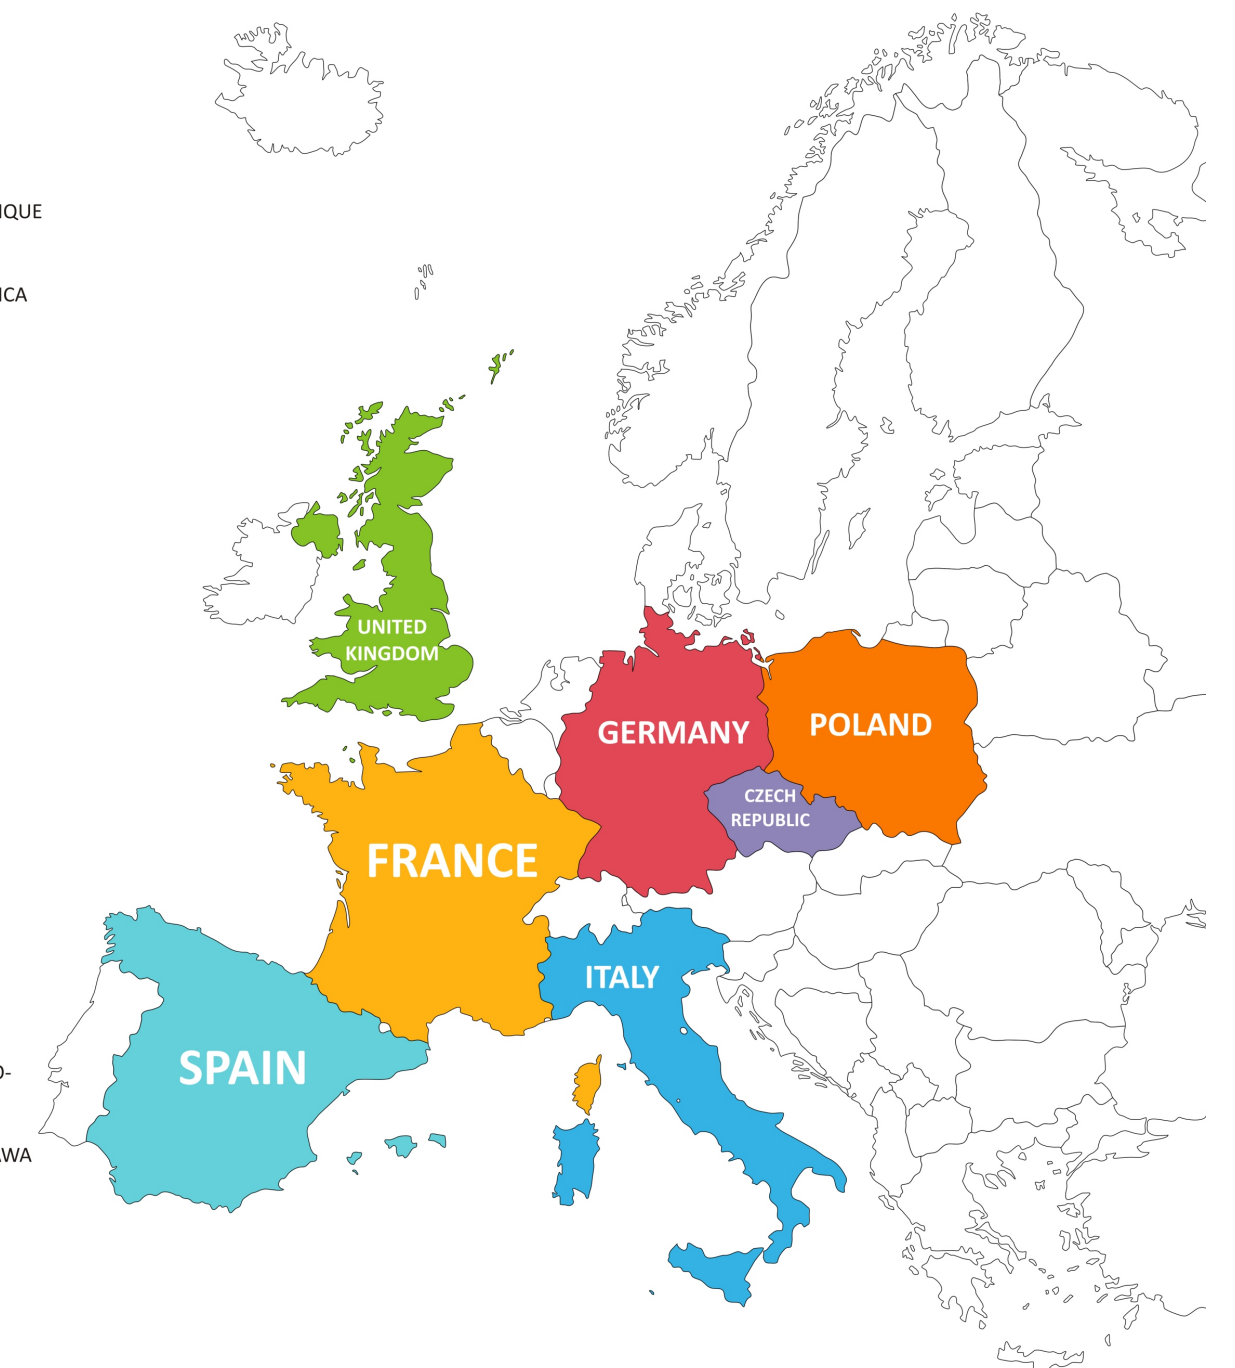 IQUE
ICA
UNITED
KINGDOM
GERMANY
POLAND
CZECH
REPUBLIC
FRANCE
ITALY
SPAIN
-
AWA